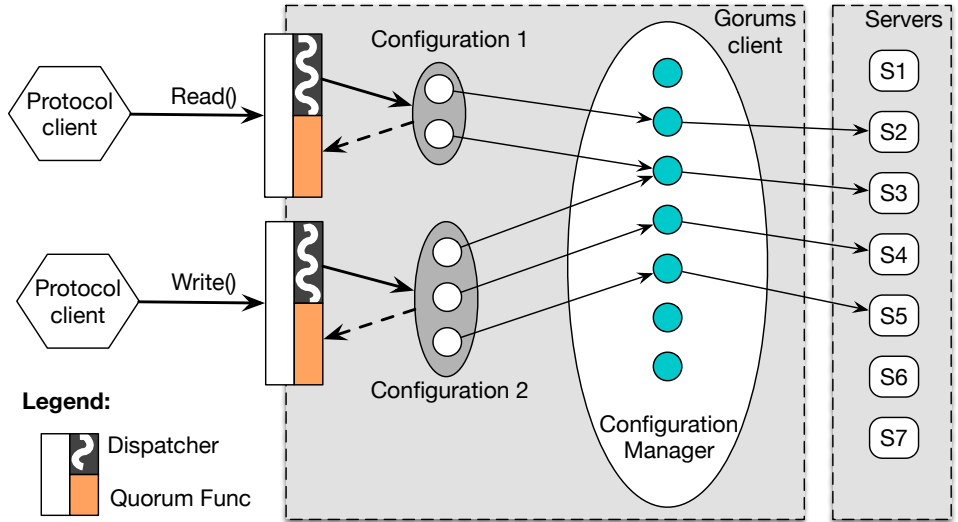 Gorums
client
Servers
Configuration 1
Protocol
client
Read()
S1
S2
S3
S4
S5
S6
S7
Protocol
client
Write()
Configuration 2
Configuration
Manager
Legend:
Dispatcher
Quorum Func